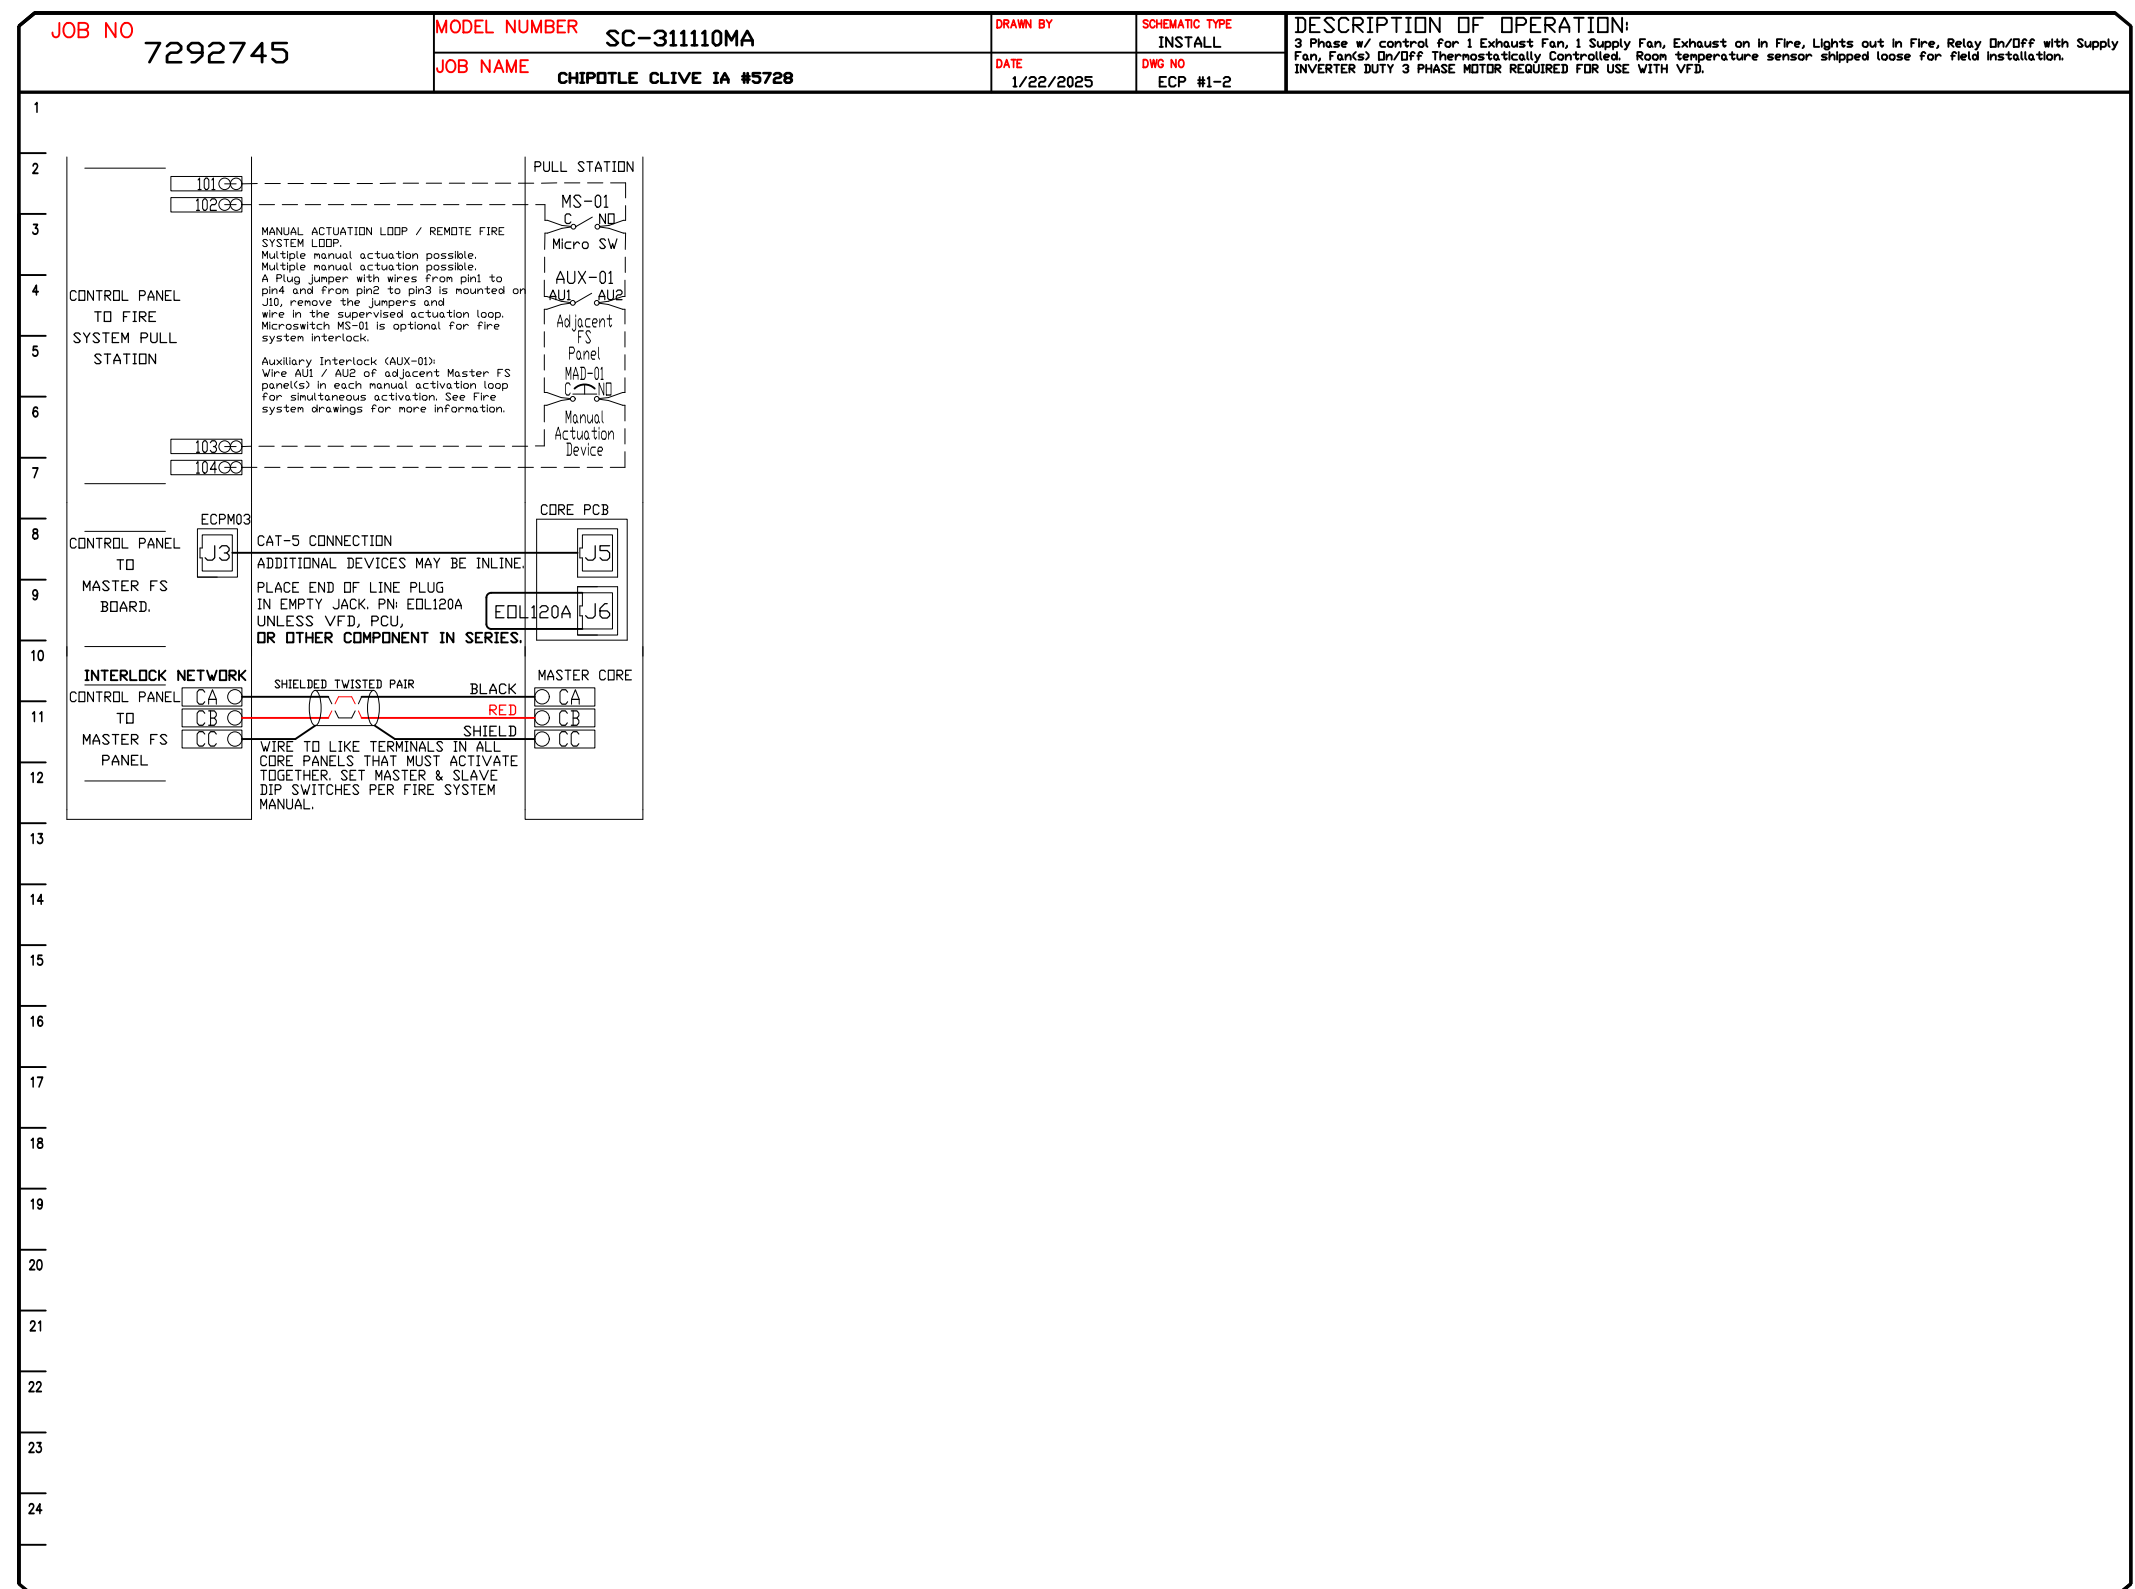 JOB NO
7292745
MODEL NUMBER
SC-311110MA
JOB NAME
CHIPOTLE CLIVE IA #5728
DRAWN BY
DATE
1/22/2025
SCHEMATIC TYPE
INSTALL
DWG NO
ECP #1-2
DESCRIPTION OF OPERATION:
3 Phase w/ control for 1 Exhaust Fan, 1 Supply Fan, Exhaust on in Fire, Lights out in Fire, Relay On/Off with Supply
Fan, Fan(s) On/Off Thermostatically Controlled.  Room temperature sensor shipped loose for field installation.
INVERTER DUTY 3 PHASE MOTOR REQUIRED FOR USE WITH VFD.
1
2
3
4
5
6
7
8
9
10
11
12
13
14
15
16
17
18
19
20
21
22
23
24
CONTROL PANEL
TO FIRE
SYSTEM PULL
STATION
101
102
103
104
MANUAL ACTUATION LOOP / REMOTE FIRE
SYSTEM LOOP.
Multiple manual actuation possible.
Multiple manual actuation possible.
A Plug jumper with wires from pin1 to
pin4 and from pin2 to pin3 is mounted on
J10, remove the jumpers and
wire in the supervised actuation loop.
Microswitch MS-01 is optional for fire
system interlock.
Auxiliary Interlock (AUX-01):
Wire AU1 / AU2 of adjacent Master FS
panel(s) in each manual activation loop
for simultaneous activation. See Fire
system drawings for more information.
PULL STATION
MS-01
C NO
Micro SW
AUX-01
AU1 AU2
Adjacent
FS
Panel
MAD-01
C NO
Manual
Actuation
Device
CONTROL PANEL
TO
MASTER FS
BOARD.
ECPM03
J3
CAT-5 CONNECTION
ADDITIONAL DEVICES MAY BE INLINE.
PLACE END OF LINE PLUG
IN EMPTY JACK. PN: EOL120A
UNLESS VFD, PCU,
OR OTHER COMPONENT IN SERIES.
CORE PCB
J5
EOL120A
J6
INTERLOCK NETWORK
CONTROL PANEL
TO
MASTER FS
PANEL
CA
CB
CC
SHIELDED TWISTED PAIR
BLACK
RED
SHIELD
WIRE TO LIKE TERMINALS IN ALL
CORE PANELS THAT MUST ACTIVATE
TOGETHER. SET MASTER & SLAVE
DIP SWITCHES PER FIRE SYSTEM
MANUAL.
MASTER CORE
CA
CB
CC